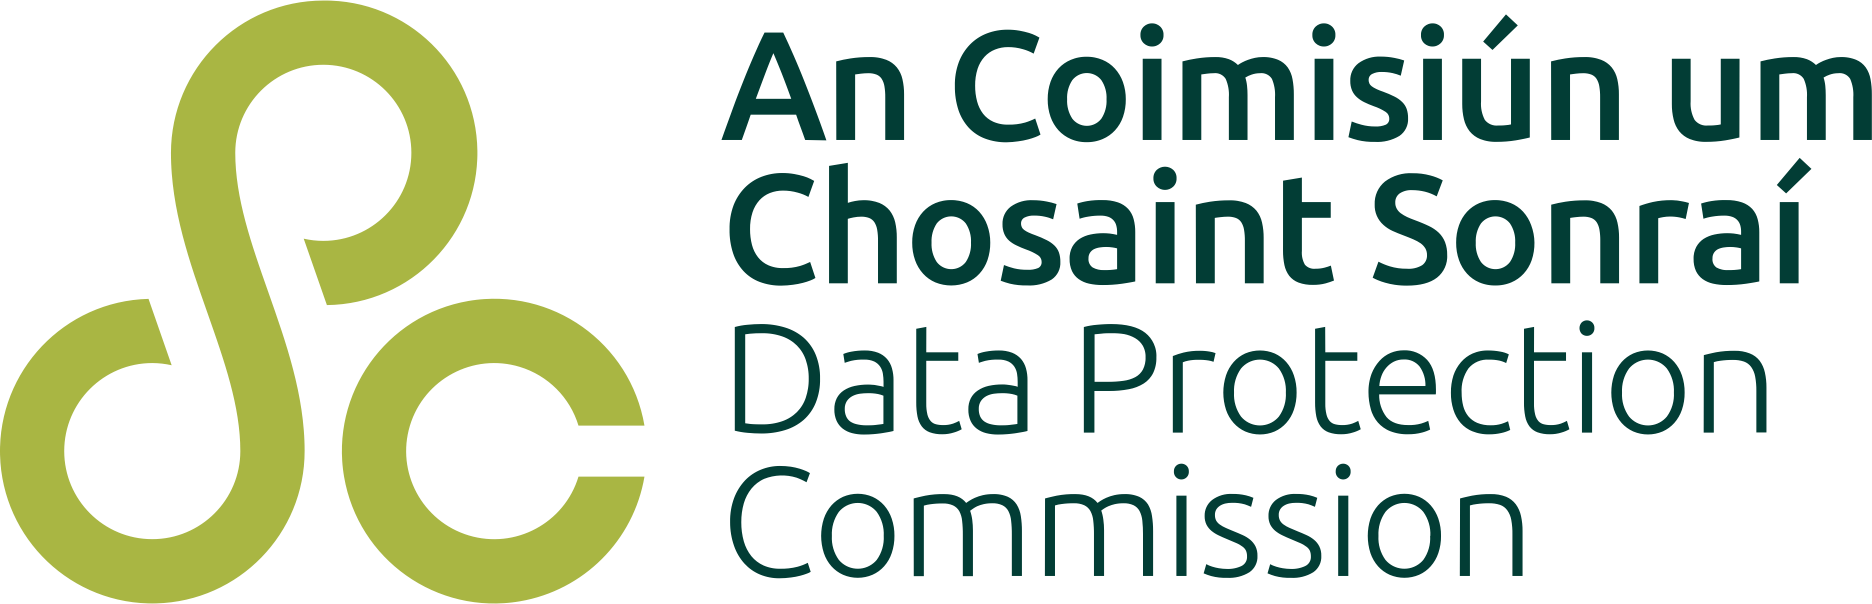 An Coimisiún um
Chosaint Sonraí
Data Protection
Commission